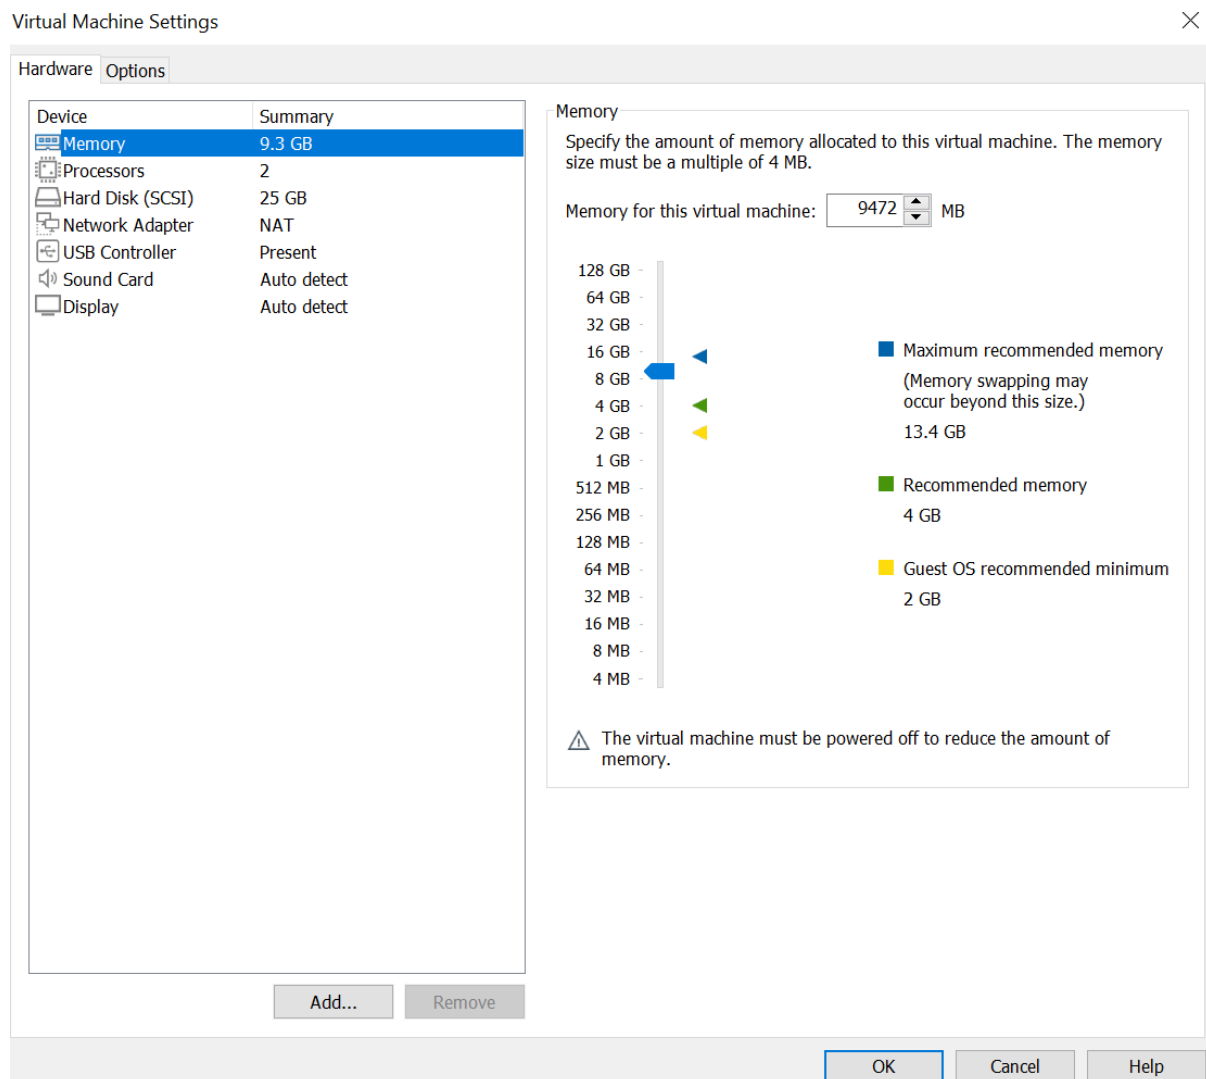 Virtual Machine Settings
Hardware Options
Device Summary
Memory 9.3 GB
Processors 2
Hard Disk (SCSI) 25 GB
Network Adapter NAT
USB Controller Present
Sound Card Auto detect
Display Auto detect
Add... Remove
Memory
Specify the amount of memory allocated to this virtual machine. The memory
size must be a multiple of 4 MB.
Memory for this virtual machine: 9472 MB
128 GB
64 GB
32 GB
16 GB
8 GB
4 GB
2 GB
1 GB
512 MB
256 MB
128 MB
64 MB
32 MB
16 MB
8 MB
4 MB
Maximum recommended memory
(Memory swapping may
occur beyond this size.)
13.4 GB
Recommended memory
4 GB
Guest OS recommended minimum
2 GB
The virtual machine must be powered off to reduce the amount of
memory.
OK Cancel Help